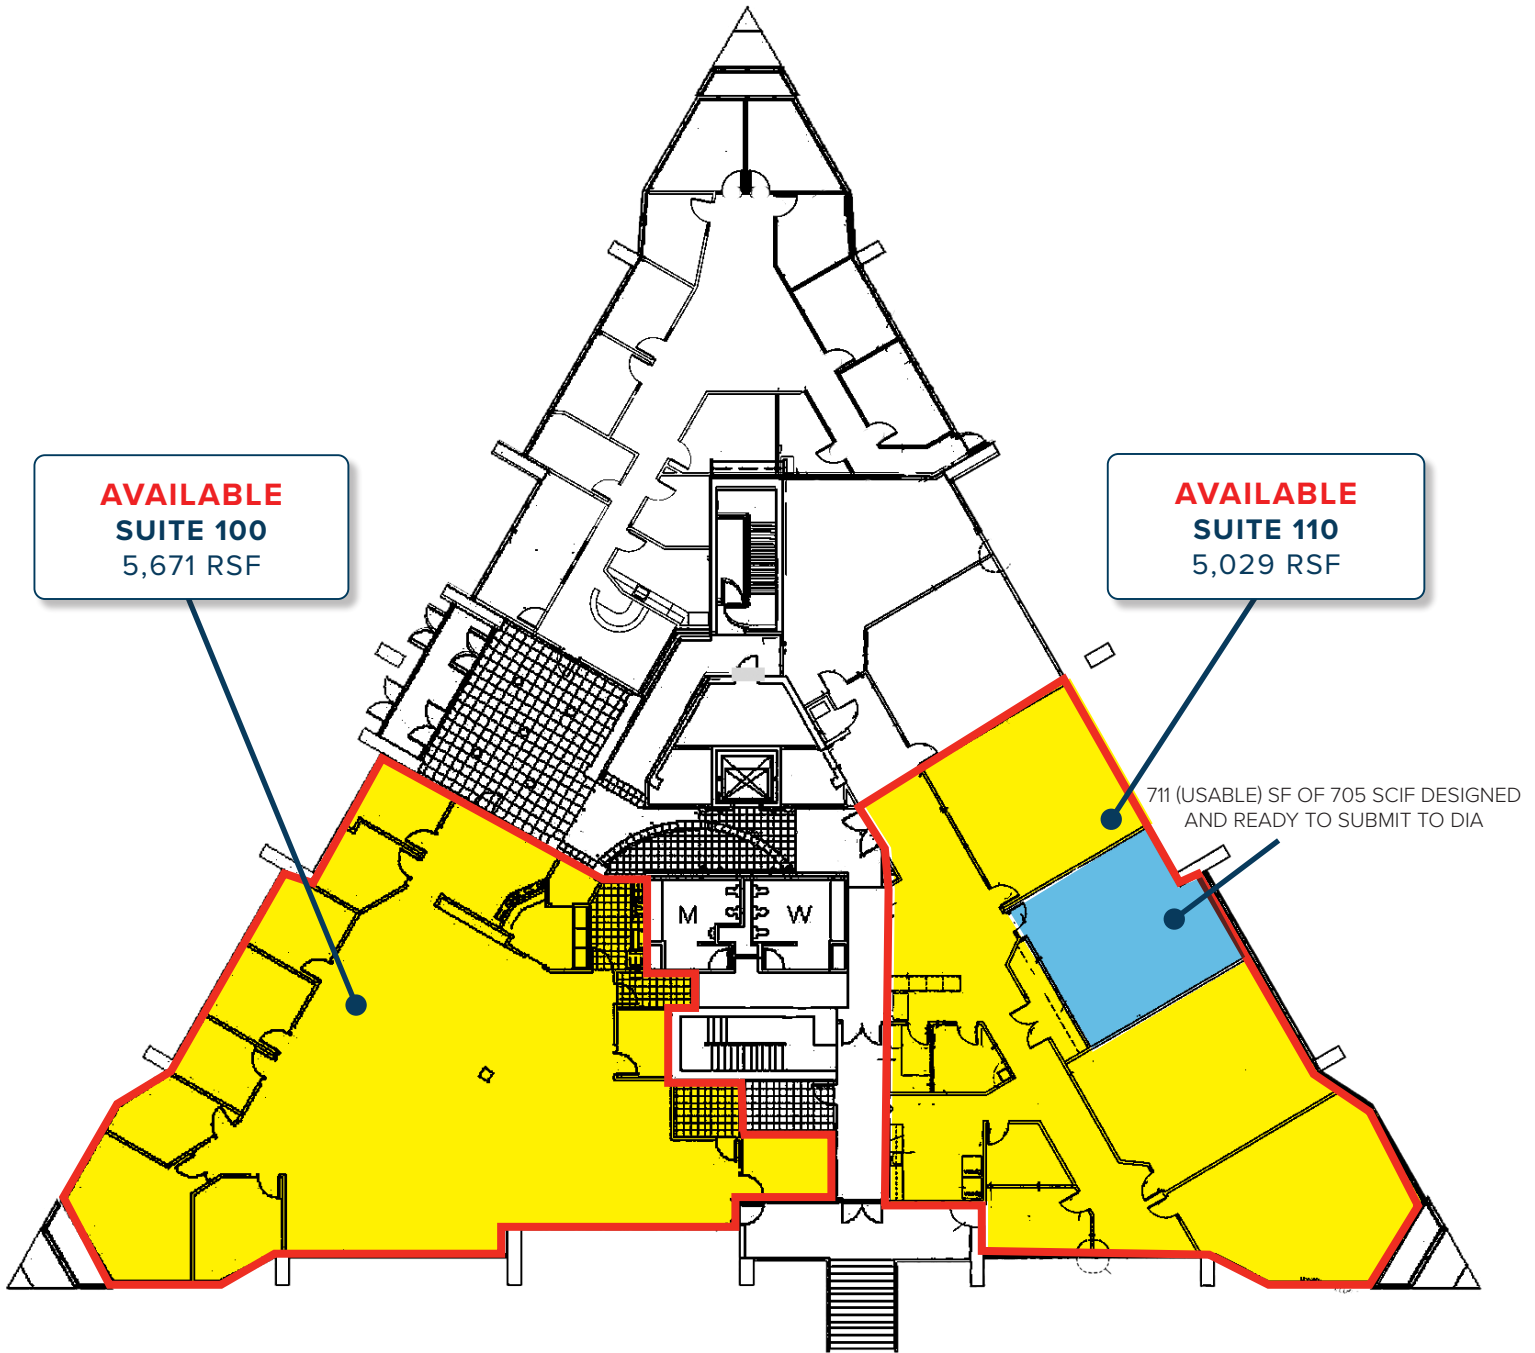 AVAILABLE
SUITE 100
5,671 RSF
AVAILABLE
SUITE 110
5,029 RSF
711 (USABLE) SF OF 705 SCIF DESIGNED
AND READY TO SUBMIT TO DIA
M
W